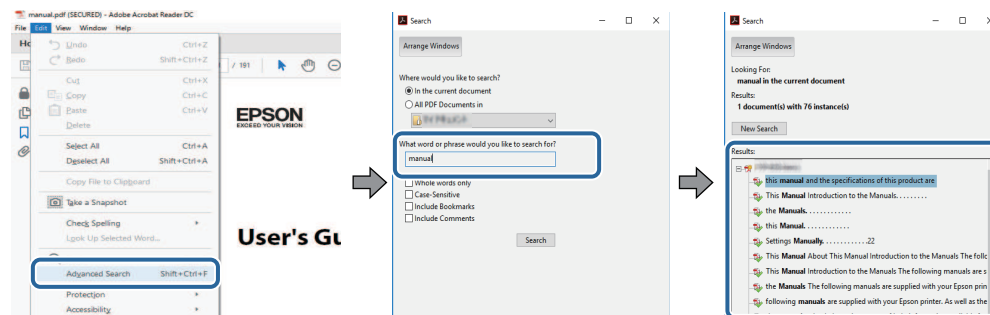 manual.pdf (SECURED) - Adobe Acrobat Reader DC
File Edit View Window Help
Undo Ctrl+Z
Redo Shift+Ctrl+Z
Cut Ctrl+X
Copy Ctrl+C
Paste Ctrl+V
Delete
Select All Ctrl+A
Deselect All Shift+Ctrl+A
Copy File to Clipboard
Take a Snapshot
Check Spelling
Look Up Selected Word...
Advanced Search Shift+Ctrl+F
Protection
Accessibility
/ 191
EPSON
EXCEED YOUR VISION
User's Gu
Search
Arrange Windows
Where would you like to search?
In the current document
All PDF Documents in
What word or phrase would you like to search for?
manual
Whole words only
Case-Sensitive
Include Bookmarks
Include Comments
Search
Search
Arrange Windows
Looking For:
manual in the current document
Results:
1 document(s) with 76 instance(s)
New Search
Results:
this manual and the specifications of this product are
This Manual Introduction to the Manuals. . . . . . . . .
the Manuals. . . . . . . . . . . . .
this Manual. . . . . . . . . . . . .
Settings Manually. . . . . . . . . . . . .22
This Manual About This Manual Introduction to the Manuals The follo
This Manual Introduction to the Manuals The following manuals are s
the Manuals The following manuals are supplied with your Epson prin
following manuals are supplied with your Epson printer. As well as the